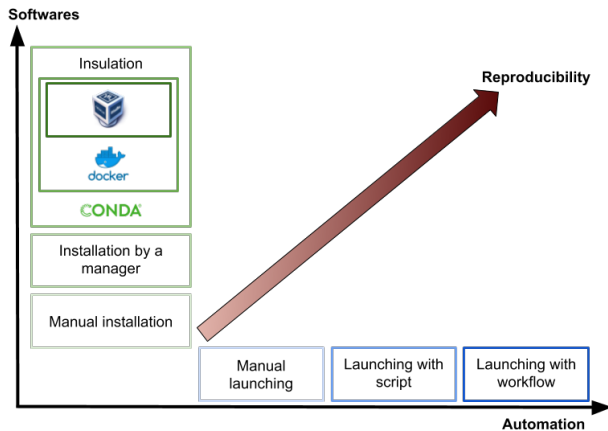 Softwares
Insulation
docker
CONDA
Installation by a
manager
Manual installation
Reproducibility
Manual
launching
Launching with
script
Launching with
workflow
Automation